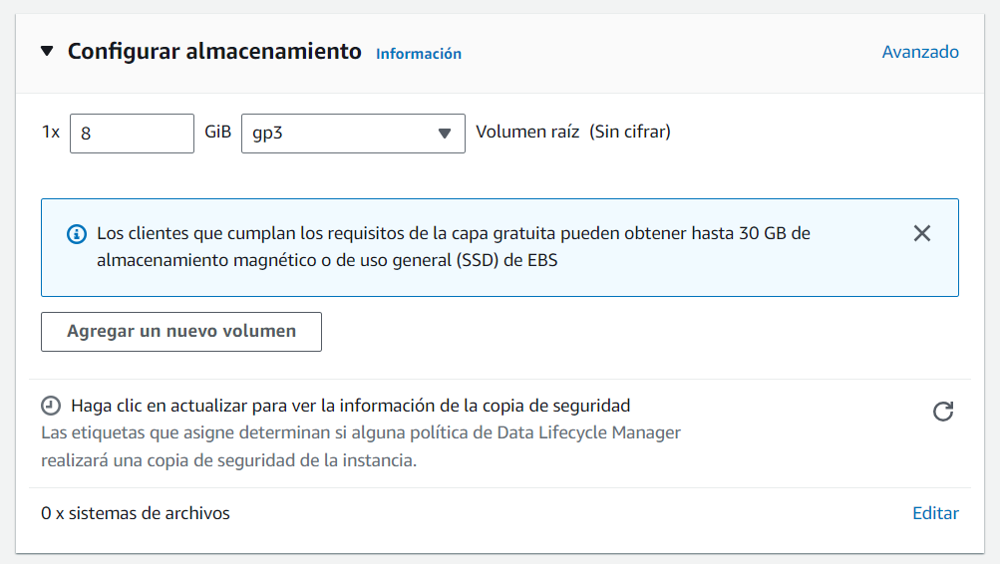 Configurar almacenamiento Información Avanzado
1x 8 GiB gp3 Volumen raíz (Sin cifrar)
Los clientes que cumplan los requisitos de la capa gratuita pueden obtener hasta 30 GB de
almacenamiento magnético o de uso general (SSD) de EBS
Agregar un nuevo volumen
Haga clic en actualizar para ver la información de la copia de seguridad
Las etiquetas que asigne determinan si alguna política de Data Lifecycle Manager
realizará una copia de seguridad de la instancia.
0 x sistemas de archivos Editar